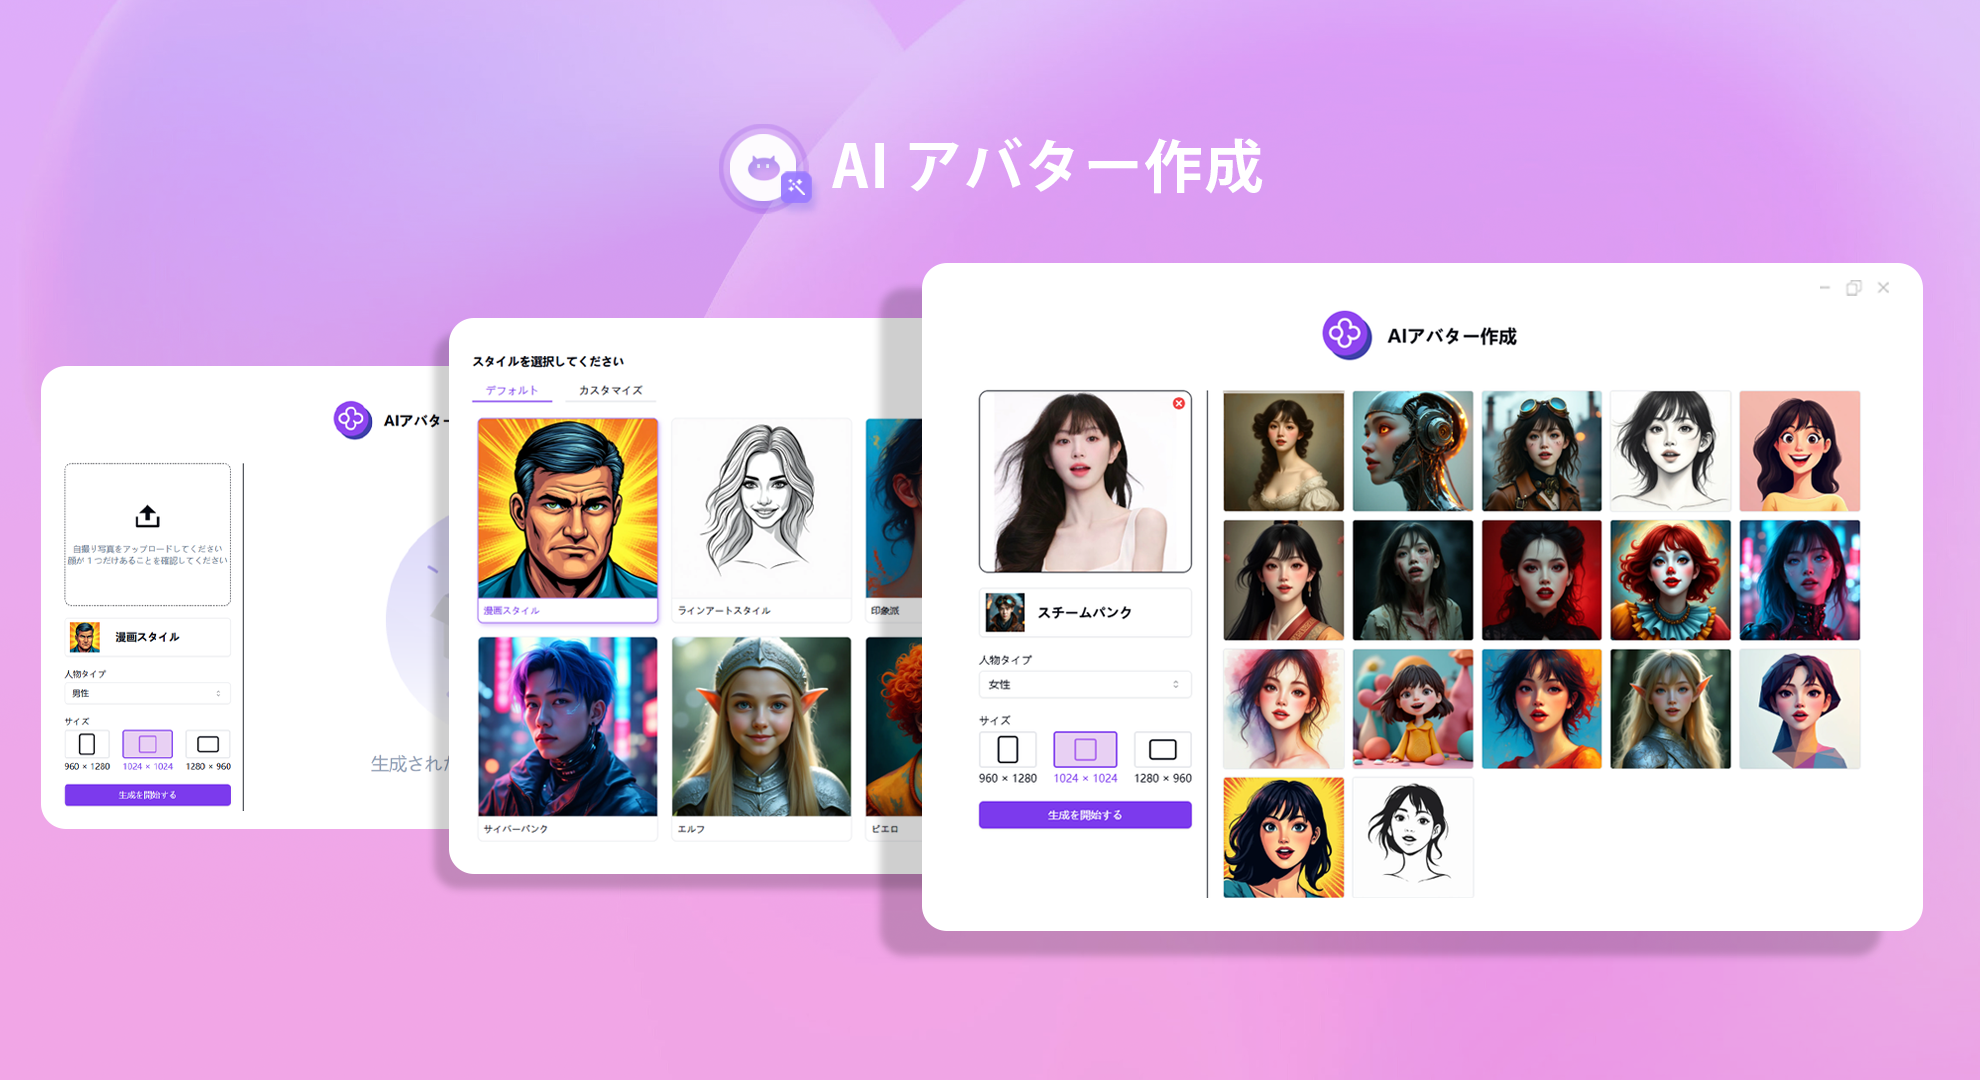 AI アバター作成
AIアバター
自撮り写真をアップロードしてください
顔が 1 つだけあることを確認してください
漫画スタイル
人物タイプ
男性
サイズ
960 × 1280
1024 × 1024
1280 × 960
生成を開始する
生成された
スタイルを選択してください
デフォルト
カスタマイズ
漫画スタイル
ラインアートスタイル
印象派
サイバーパンク
エルフ
ピエロ
AIアバター作成
スチームパンク
人物タイプ
女性
サイズ
960 × 1280
1024 × 1024
1280 × 960
生成を開始する